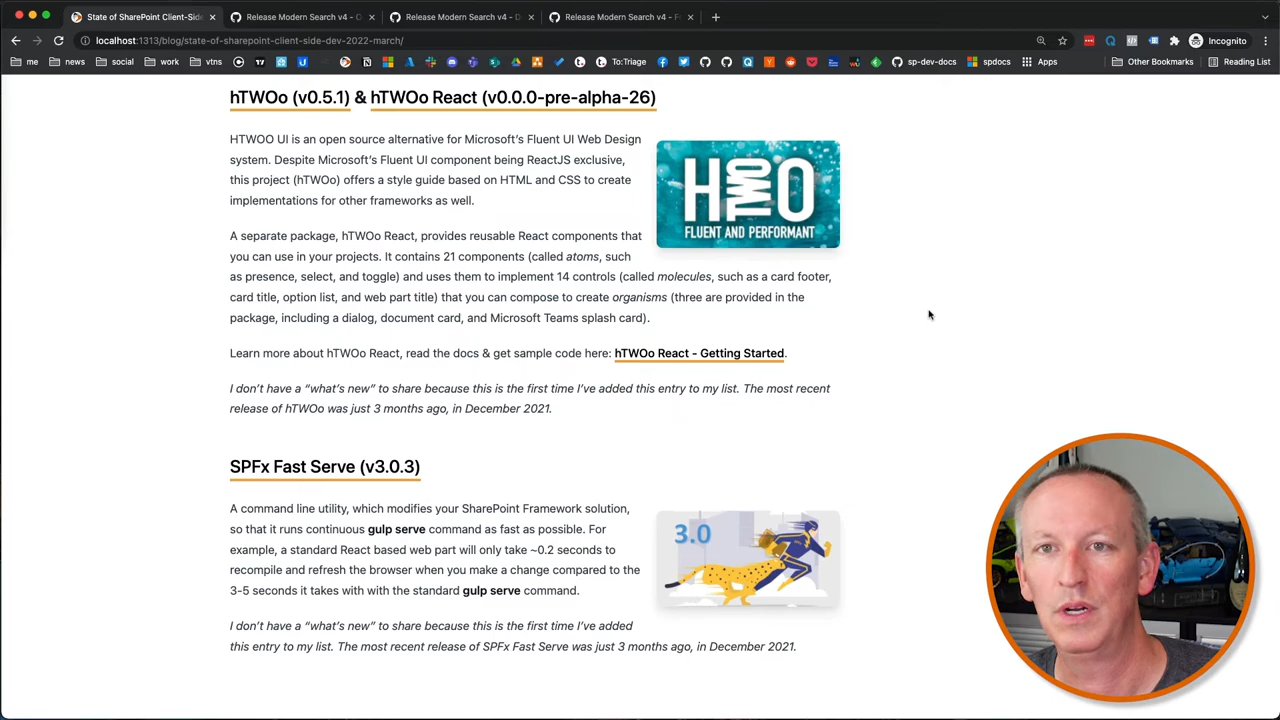 State of SharePoint Client-Side
Release Modern Search v4 - O
Release Modern Search v4 - D
Release Modern Search v4 - F
localhost:1313/blog/state-of-sharepoint-client-side-dev-2022-march/
Incognito
me
news
social
work
vtns
To:Triage
sp-dev-docs
spdocs
Apps
Other Bookmarks
Reading List
hTWOo (v0.5.1) & hTWOo React (v0.0.0-pre-alpha-26)
HTWOO UI is an open source alternative for Microsoft's Fluent UI Web Design
system. Despite Microsoft's Fluent UI component being ReactJS exclusive,
this project (hTWOo) offers a style guide based on HTML and CSS to create
implementations for other frameworks as well.
H TWO O
FLUENT AND PERFORMANT
A separate package, hTWOo React, provides reusable React components that
you can use in your projects. It contains 21 components (called atoms, such
as presence, select, and toggle) and uses them to implement 14 controls (called molecules, such as a card footer,
card title, option list, and web part title) that you can compose to create organisms (three are provided in the
package, including a dialog, document card, and Microsoft Teams splash card).
Learn more about hTWOo React, read the docs & get sample code here: hTWOo React - Getting Started.
I don't have a “what's new” to share because this is the first time I've added this entry to my list. The most recent
release of hTWOo was just 3 months ago, in December 2021.
SPFx Fast Serve (v3.0.3)
A command line utility, which modifies your SharePoint Framework solution,
so that it runs continuous gulp serve command as fast as possible. For
example, a standard React based web part will only take ~0.2 seconds to
recompile and refresh the browser when you make a change compared to the
3-5 seconds it takes with with the standard gulp serve command.
3.0
I don't have a “what's new” to share because this is the first time I've added
this entry to my list. The most recent release of SPFx Fast Serve was just 3 months ago, in December 2021.